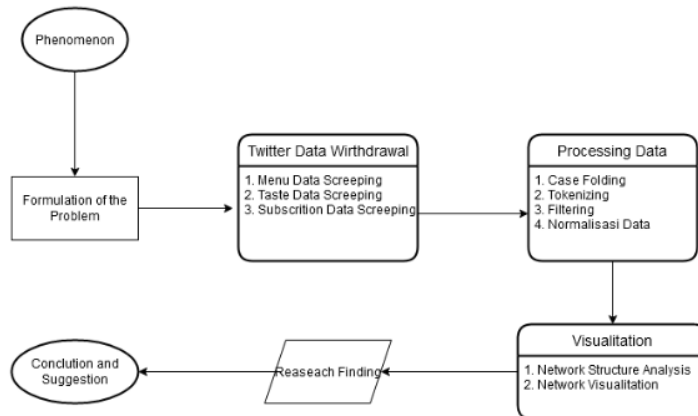 Phenomenon
Formulation of the
Problem
Twitter Data Wirthdrawal
1. Menu Data Screeping
2. Taste Data Screeping
3. Subscrition Data Screeping
Processing Data
1. Case Folding
2. Tokenizing
3. Filtering
4. Normalisasi Data
Visualitation
1. Network Structure Analysis
2. Network Visualitation
Reaseach Finding
Conclution and
Suggestion